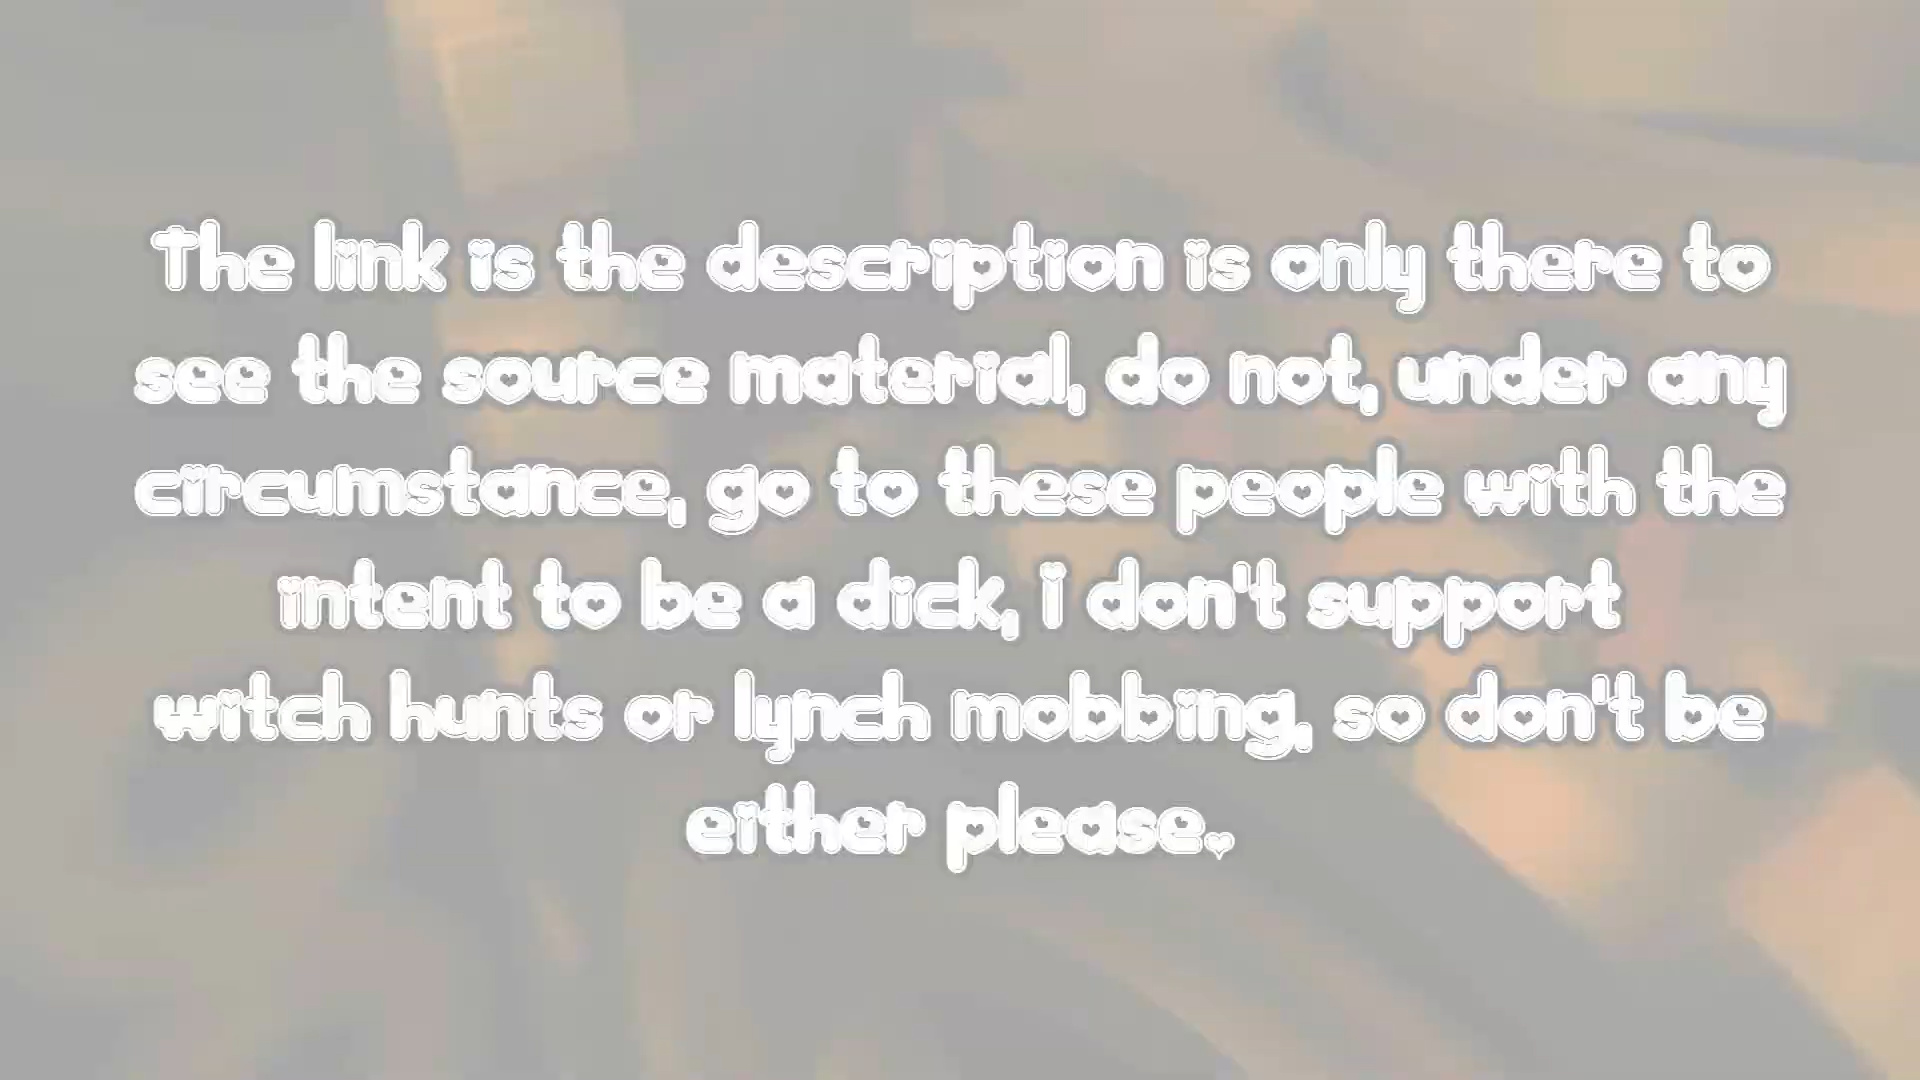 The link is the description is only there to
see the source material, do not, under any
circumstance, go to these people with the
intent to be a dick, i don't support
witch hunts or lynch mobbing, so don't be
either please.